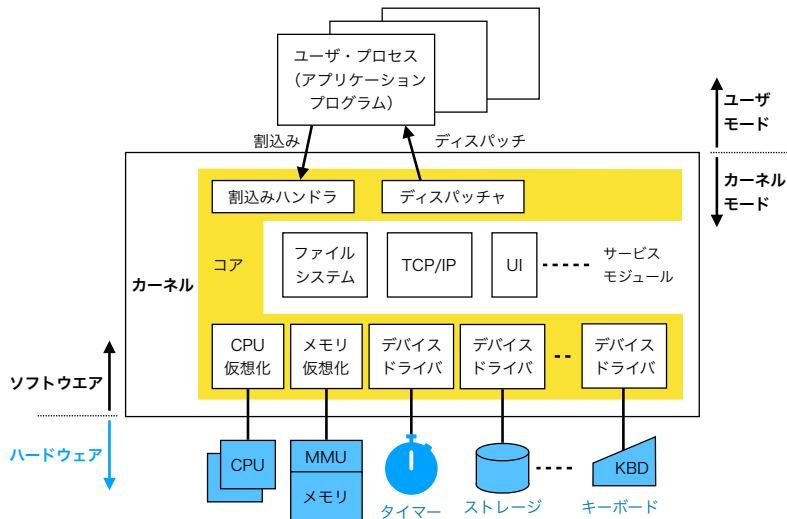 ユーザ・プロセス
（アプリケーション
プログラム）
ユーザ
モード
割込み
ディスパッチ
カーネル
モード
割込みハンドラ
ディスパッチャ
コア
ファイル
システム
TCP/IP
UI
サービス
モジュール
カーネル
CPU
仮想化
メモリ
仮想化
デバイス
ドライバ
デバイス
ドライバ
デバイス
ドライバ
ソフトウエア
ハードウェア
CPU
MMU
メモリ
タイマー
ストレージ
KBD
キーボード